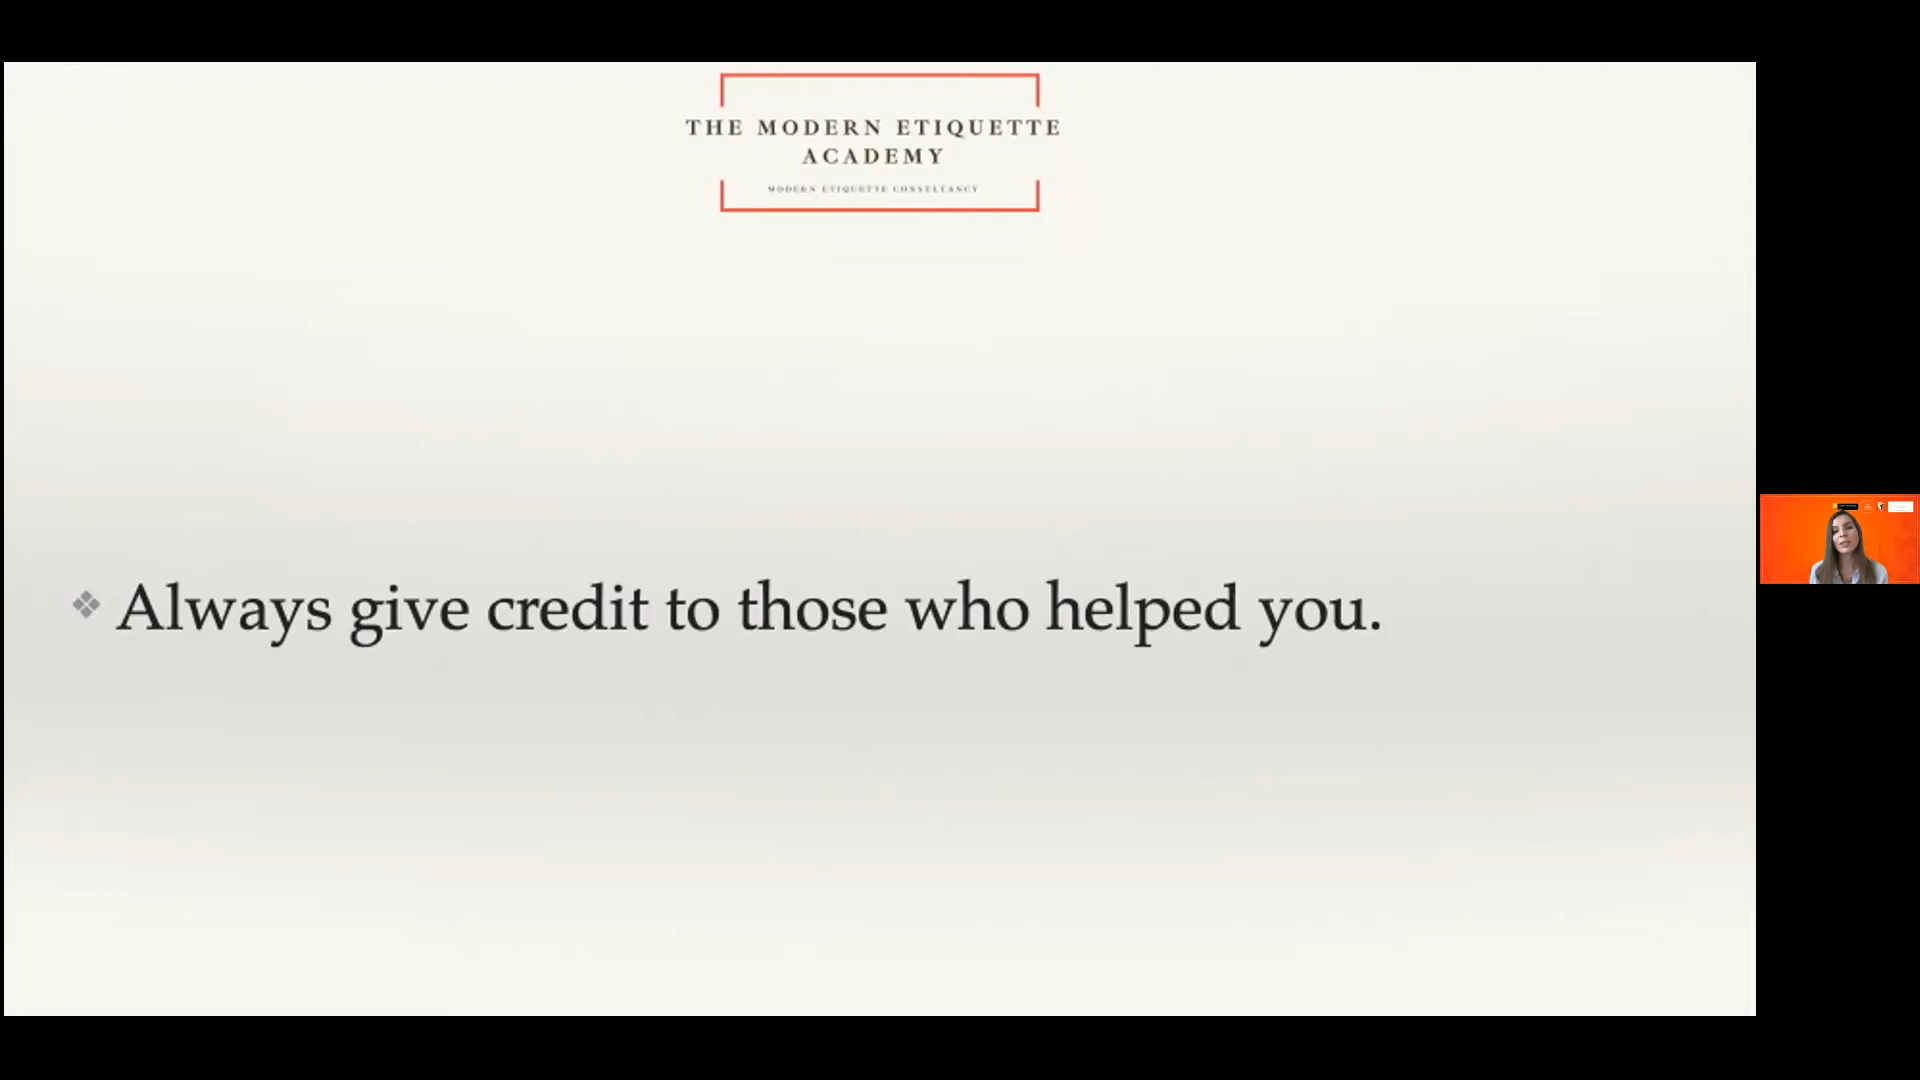 THE MODERN ETIQUETTE
ACADEMY
MODERN ETIQUETTE CONSULTANCY
❖ Always give credit to those who helped you.